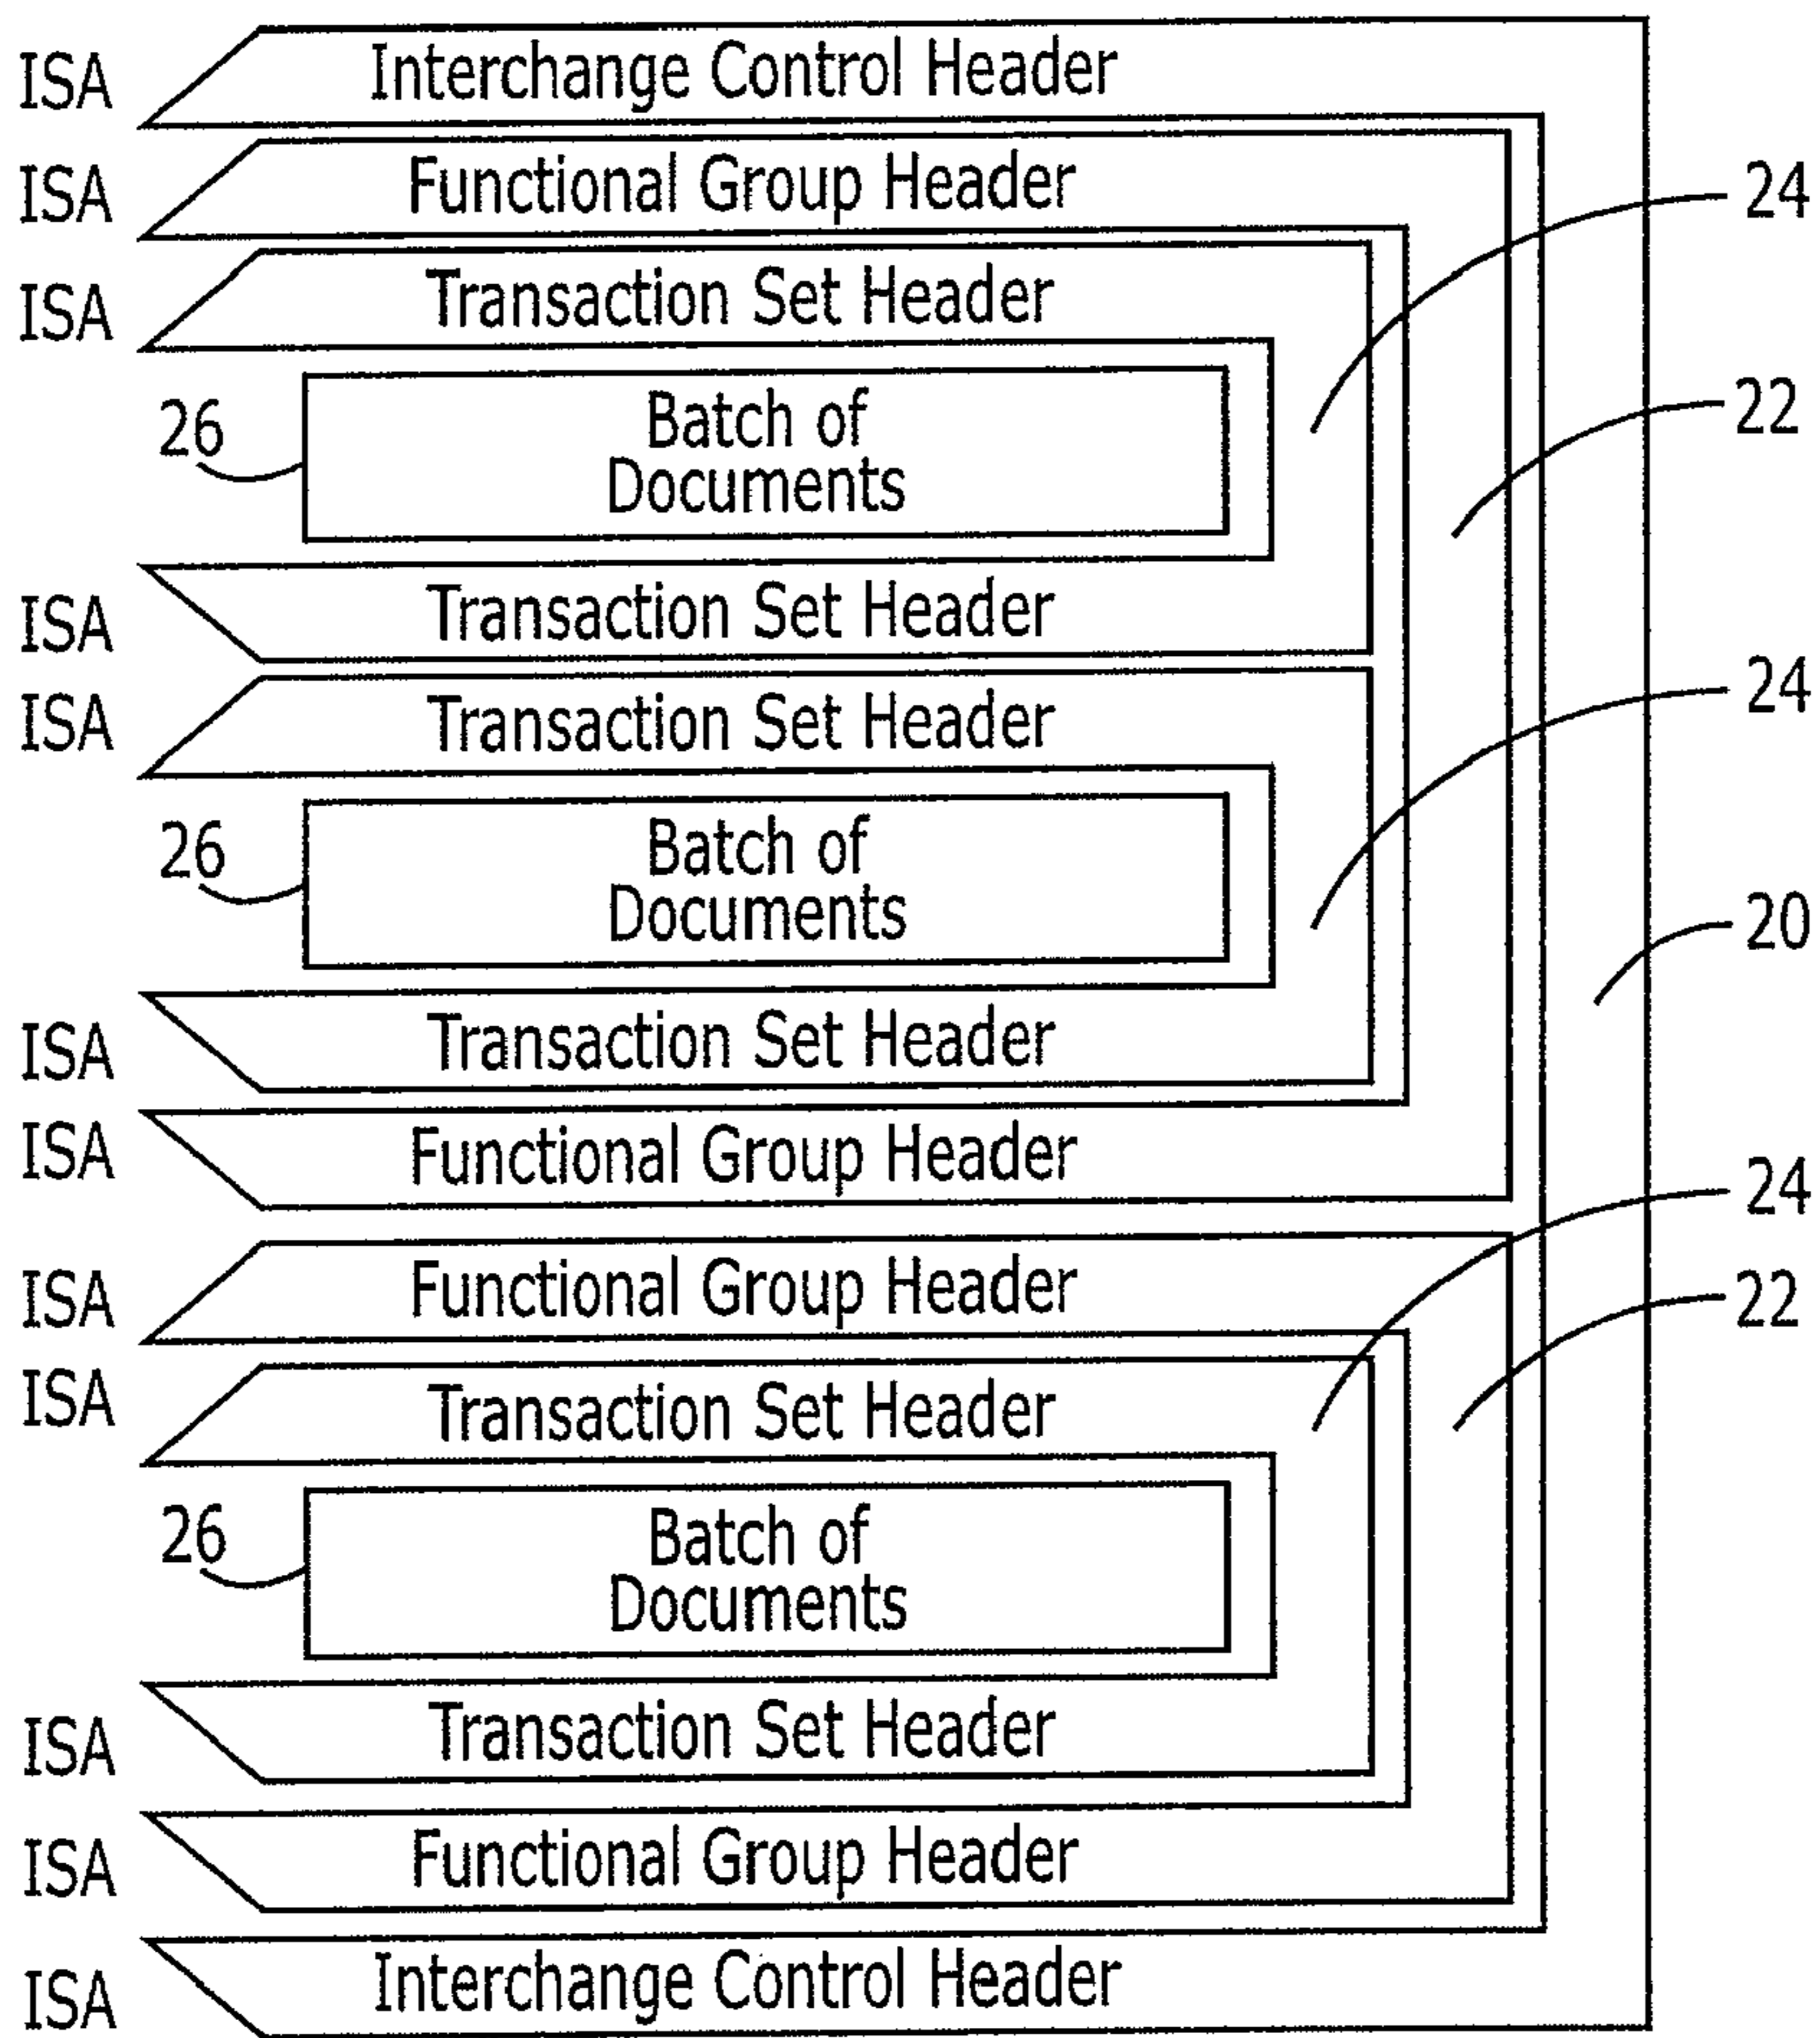 ISA Interchange Control Header
ISA Functional Group Header 24
ISA Transaction Set Header
26 Batch of 22
Documents
ISA Transaction Set Header
ISA Transaction Set Header 24
26 Batch of
Documents 20
ISA Transaction Set Header
ISA Functional Group Header 24
ISA Functional Group Header 22
ISA Transaction Set Header
26 Batch of
Documents
ISA Transaction Set Header
ISA Functional Group Header
ISA Interchange Control Header